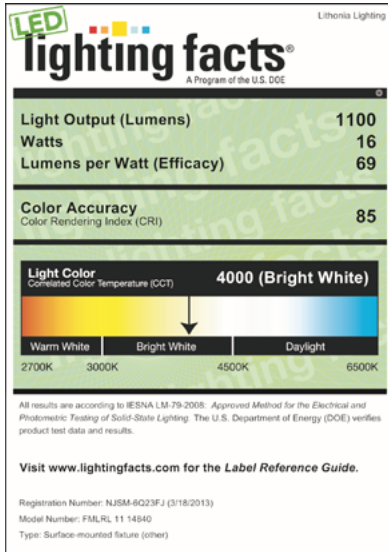 Lithonia Lighting
LED
lighting facts®
A Program of the U.S. DOE
Light Output (Lumens) 1100
Watts 16
Lumens per Watt (Efficacy) 69
Color Accuracy 85
Color Rendering Index (CRI)
Light Color 4000 (Bright White)
Correlated Color Temperature (CCT)
Warm White Bright White Daylight
2700K 3000K 4500K 6500K
All results are according to IESNA LM-79-2008: Approved Method for the Electrical and
Photometric Testing of Solid-State Lighting. The U.S. Department of Energy (DOE) verifies
product test data and results.
Visit www.lightingfacts.com for the Label Reference Guide.
Registration Number: NJSM-6Q23FJ (3/18/2013)
Model Number: FMLRL 11 14840
Type: Surface-mounted fixture (other)